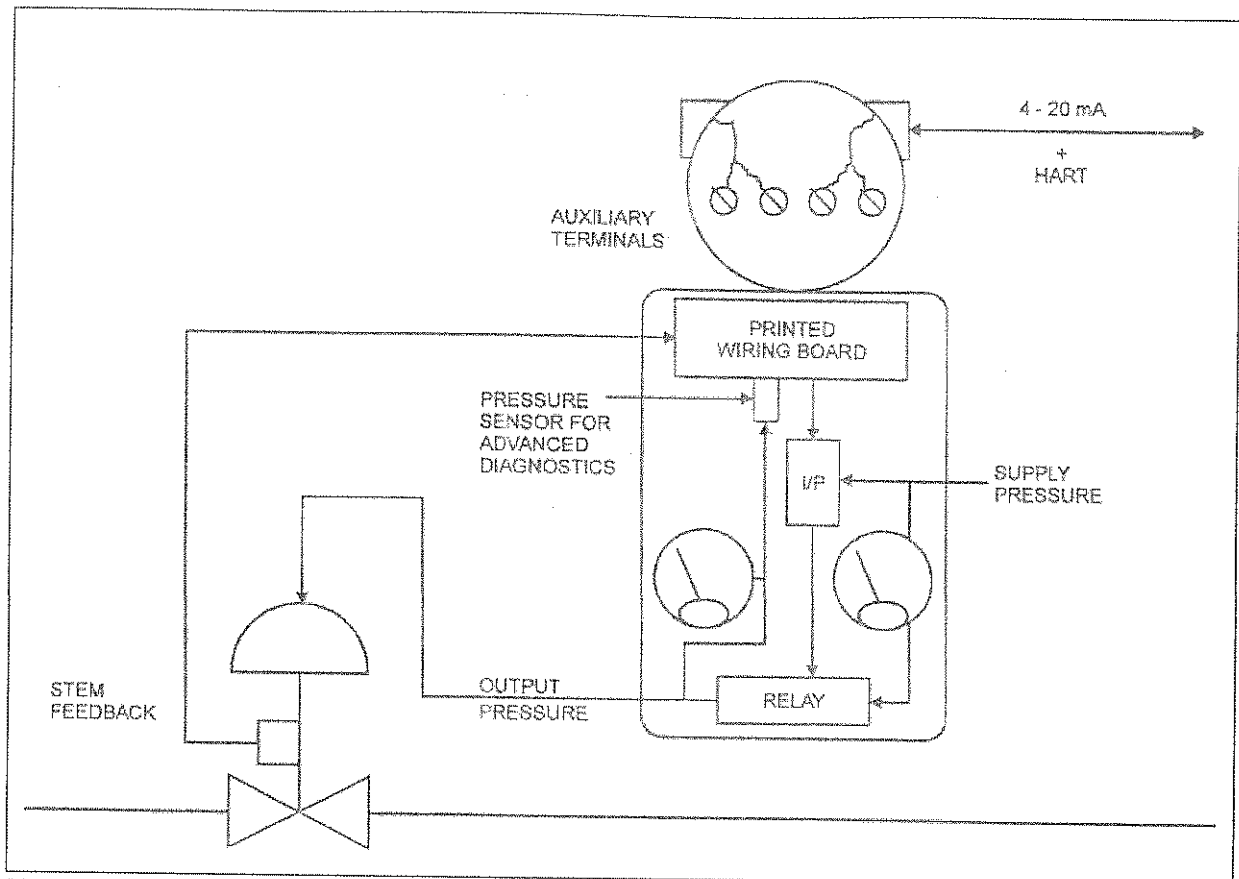 4 - 20 mA
+
HART
AUXILIARY
TERMINALS
PRINTED
WIRING BOARD
PRESSURE
SENSOR FOR
ADVANCED
DIAGNOSTICS
I/P
SUPPLY
PRESSURE
STEM
FEEDBACK
OUTPUT
PRESSURE
RELAY